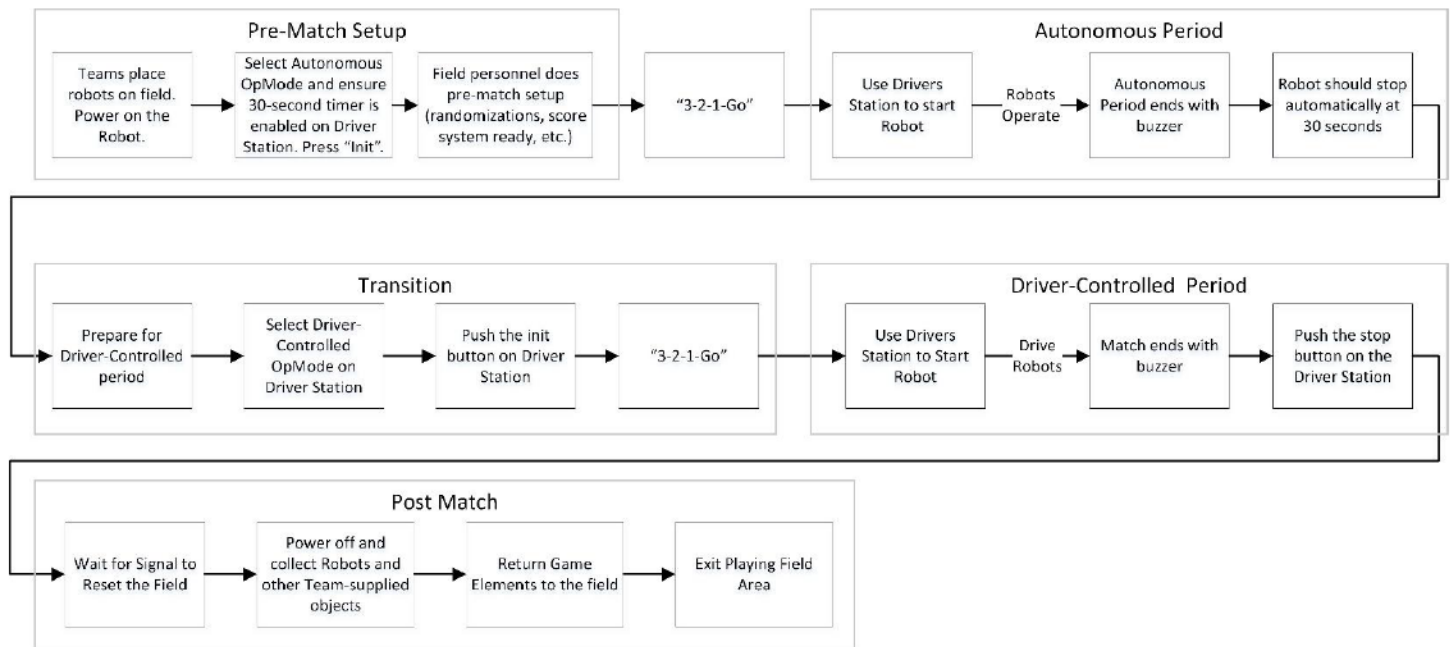 Pre-Match Setup
Teams place
robots on field.
Power on the
Robot.
Select Autonomous
OpMode and ensure
30-second timer is
enabled on Driver
Station. Press “Init”.
Field personnel does
pre-match setup
(randomizations, score
system ready, etc.)
“3-2-1-Go”
Autonomous Period
Use Drivers
Station to start
Robot
Robots
Operate
Autonomous
Period ends with
buzzer
Robot should stop
automatically at
30 seconds
Transition
Prepare for
Driver-Controlled
period
Select Driver-
Controlled
OpMode on
Driver Station
Push the init
button on Driver
Station
“3-2-1-Go”
Driver-Controlled Period
Use Drivers
Station to Start
Robot
Drive
Robots
Match ends with
buzzer
Push the stop
button on the
Driver Station
Post Match
Wait for Signal to
Reset the Field
Power off and
collect Robots and
other Team-supplied
objects
Return Game
Elements to the field
Exit Playing Field
Area